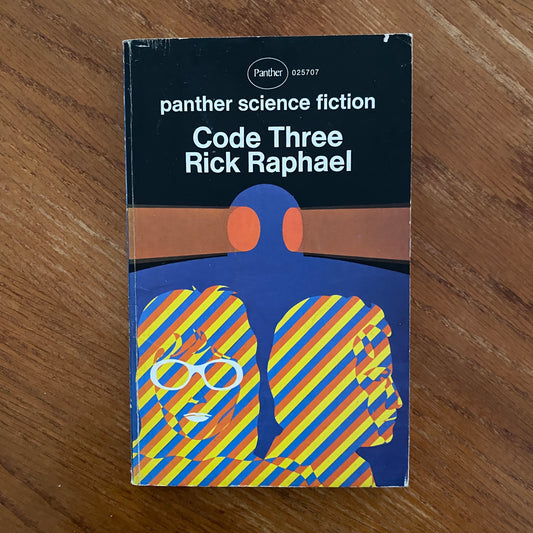 Panther 025707
panther science fiction
Code Three
Rick Raphael